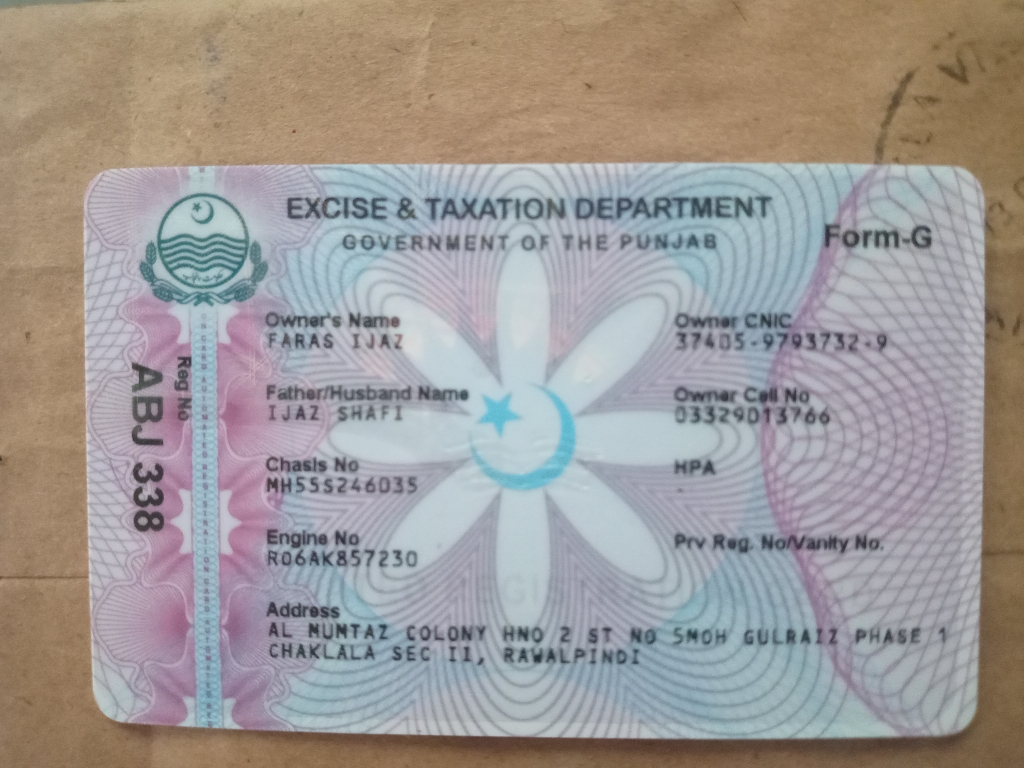 EXCISE & TAXATION DEPARTMENT
GOVERNMENT OF THE PUNJAB
Form-G
Reg No
ABJ 338
Owner's Name
FARAS IJAZ
Owner CNIC
37405-9793732-9
Father/Husband Name
IJAZ SHAFI
Owner Cell No
03329013766
Chasis No
MH55S246035
HPA
-
Engine No
R06AK857230
Prv Reg. No/Vanity No.
Address
AL MUMTAZ COLONY HNO 2 ST NO 5MOH GULRAIZ PHASE 1
CHAKLALA SEC II, RAWALPINDI